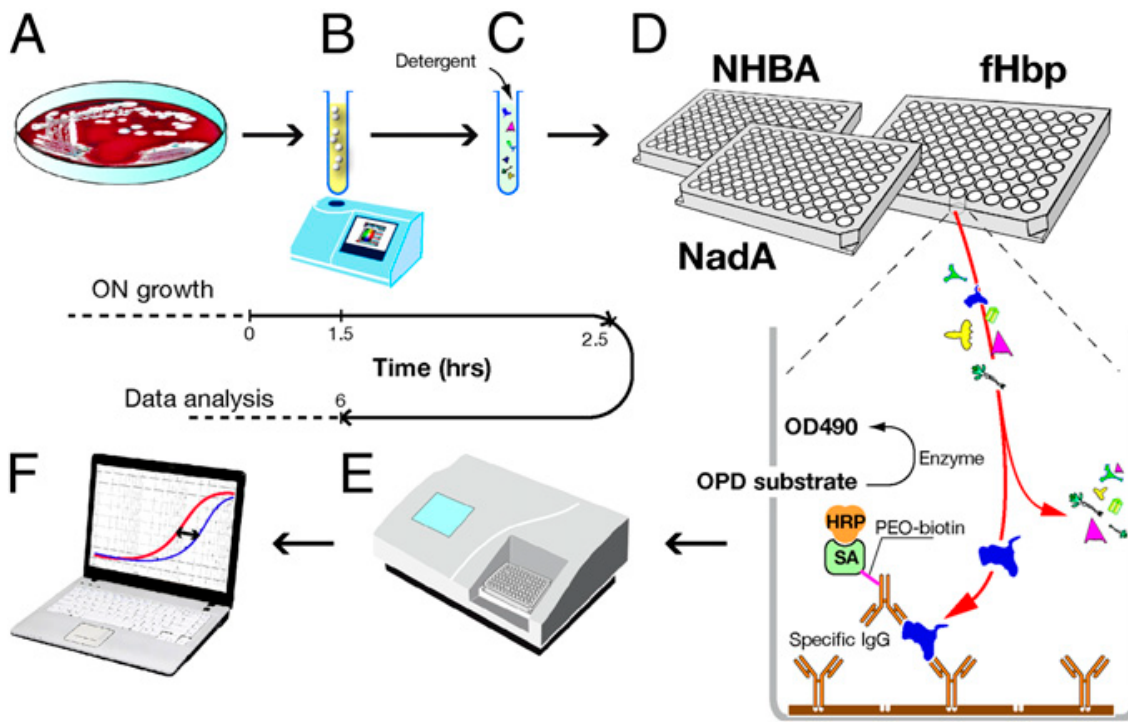 A
B
C
D
Detergent
NHBA
fHbp
NadA
ON growth
0
1.5
2.5
Time (hrs)
Data analysis
6
OD490
Enzyme
OPD substrate
HRP
SA
PEO-biotin
Specific IgG
F
E